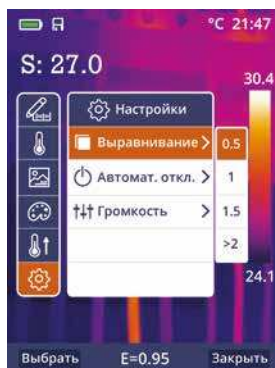 °C 21:47
S: 27.0
30.4
Настройки
Выравнивание > 0.5
Автомат. откл. > 1
Громкость > 1.5
>2
24.1
Выбрать E=0.95 Закрыть